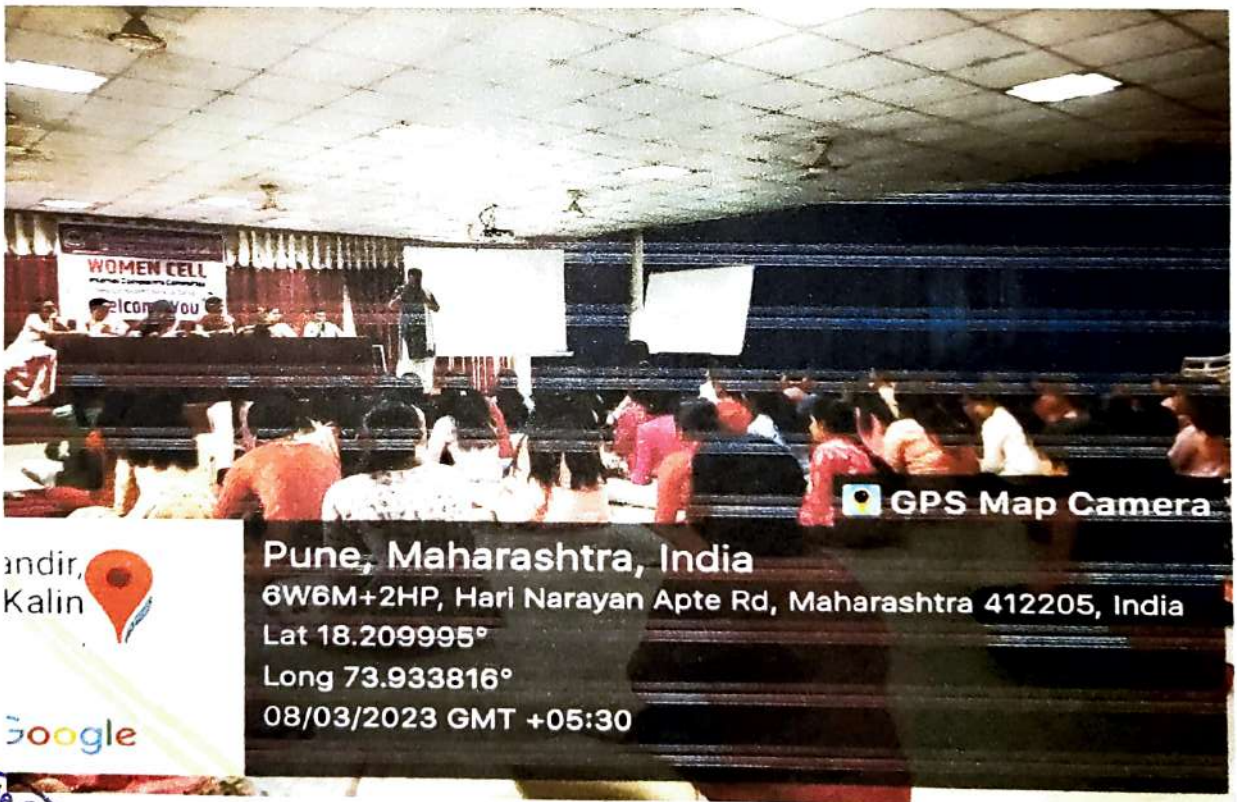 WOMEN CELL
Welcome You
GPS Map Camera
andir,
Kalin
Google
Pune, Maharashtra, India
6W6M+2HP, Hari Narayan Apte Rd, Maharashtra 412205, India
Lat 18.209995°
Long 73.933816°
08/03/2023 GMT +05:30